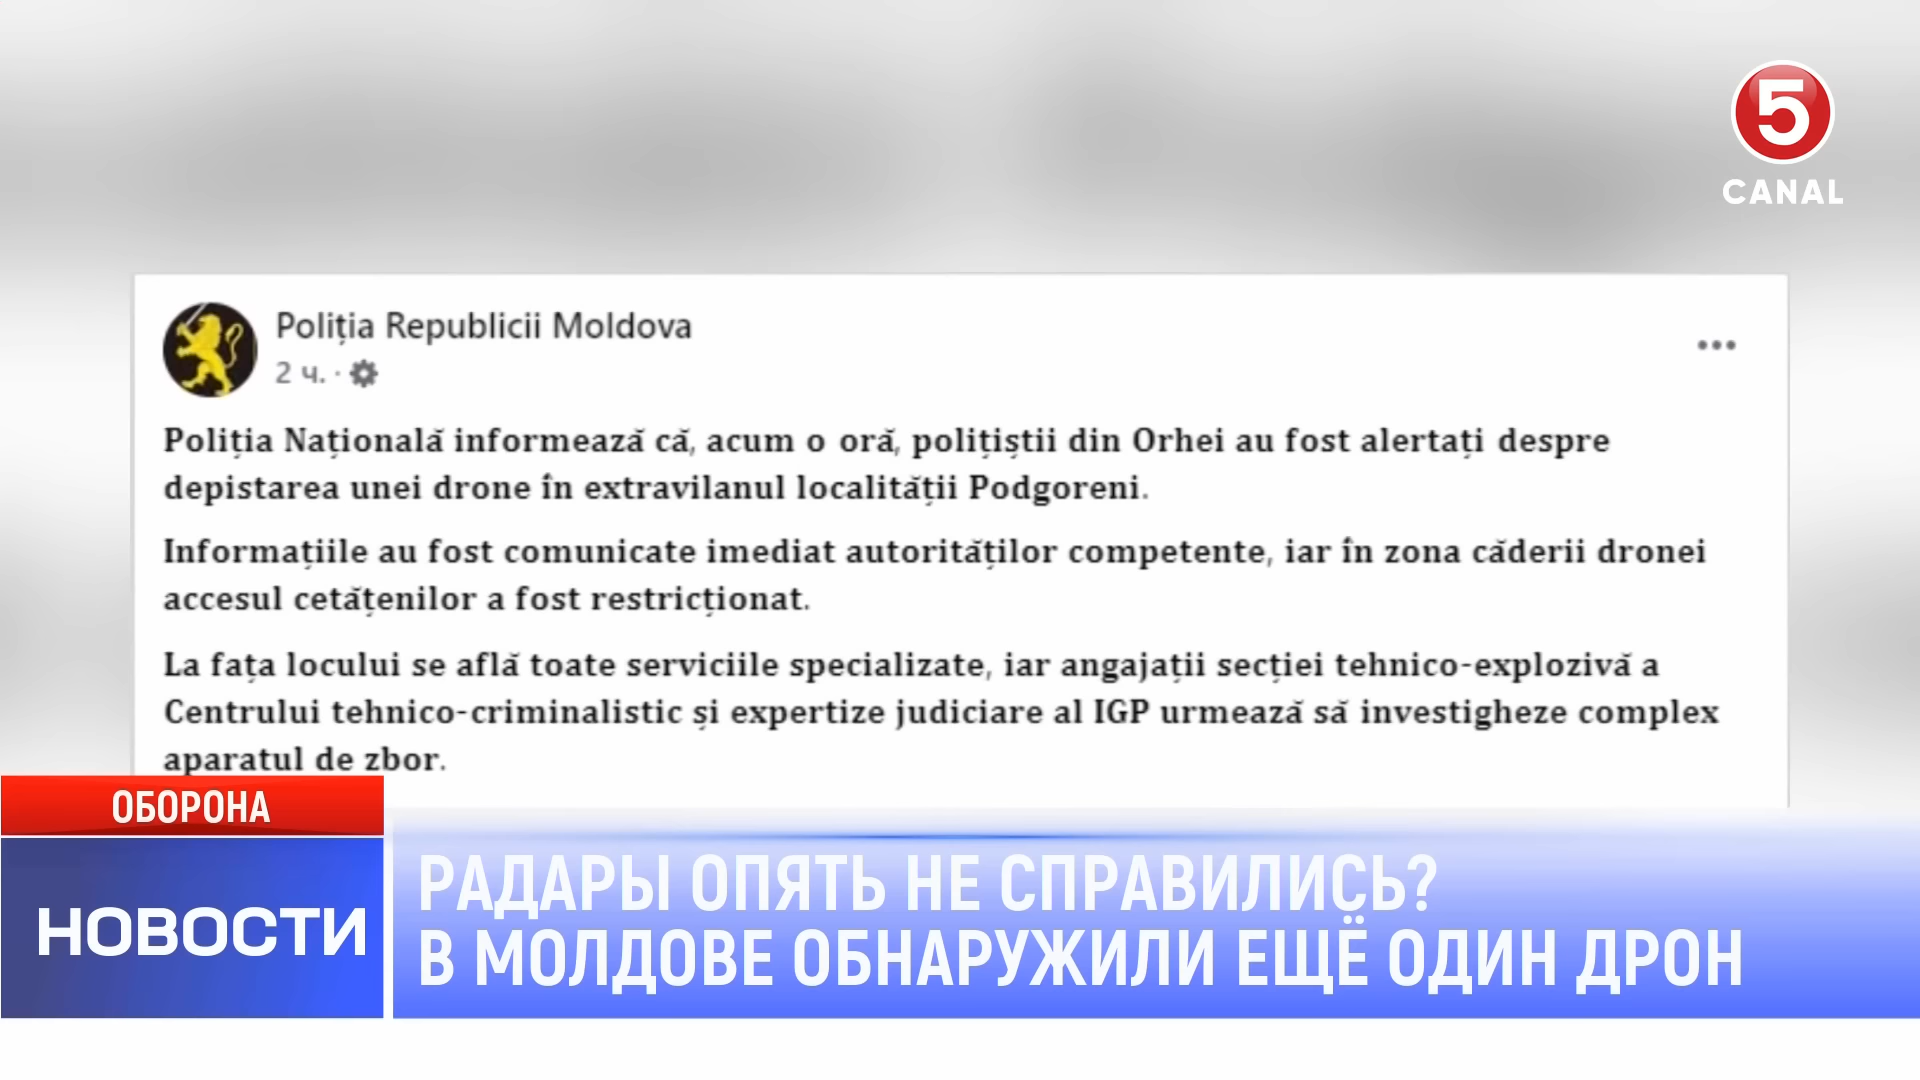 5
CANAL
Poliția Republicii Moldova
2 ч. ·
Poliția Națională informează că, acum o oră, polițiștii din Orhei au fost alertați despre
depistarea unei drone în extravilanul localității Podgoreni.
Informațiile au fost comunicate imediat autorităților competente, iar în zona căderii dronei
accesul cetățenilor a fost restricționat.
La fața locului se află toate serviciile specializate, iar angajații secției tehnico-explozivă a
Centrului tehnico-criminalistic și expertize judiciare al IGP urmează să investigheze complex
aparatul de zbor.
ОБОРОНА
НОВОСТИ
РАДАРЫ ОПЯТЬ НЕ СПРАВИЛИСЬ?
В МОЛДОВЕ ОБНАРУЖИЛИ ЕЩЁ ОДИН ДРОН